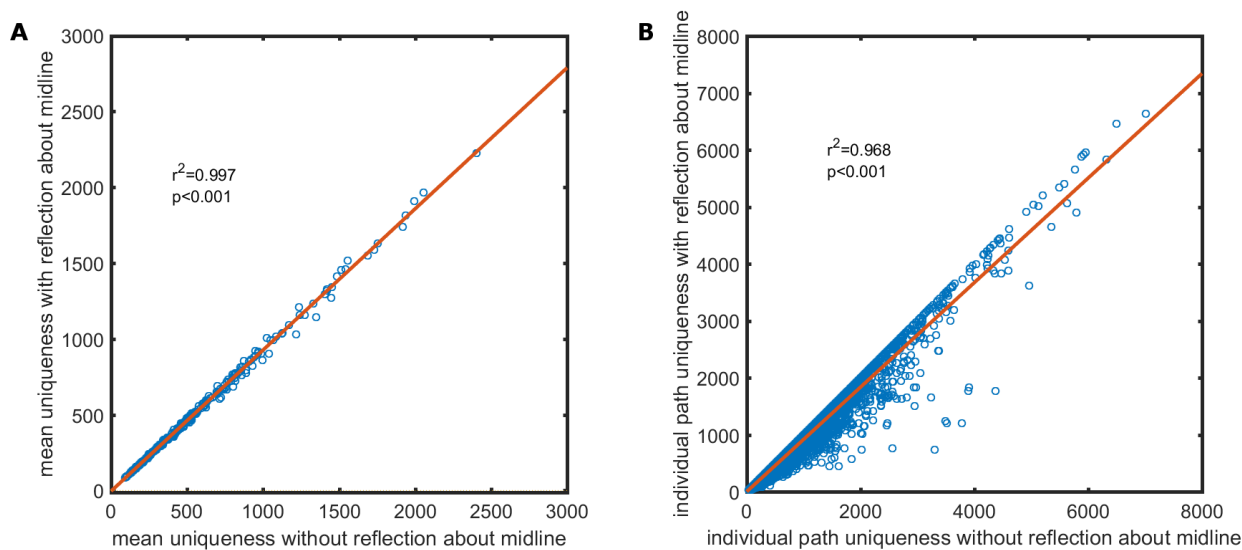 A
mean uniqueness with reflection about midline
3000
2500
2000
1500
1000
500
0
r²=0.997
p<0.001
0 500 1000 1500 2000 2500 3000
mean uniqueness without reflection about midline
B
individual path uniqueness with reflection about midline
8000
7000
6000
5000
4000
3000
2000
1000
0
r²=0.968
p<0.001
0 2000 4000 6000 8000
individual path uniqueness without reflection about midline